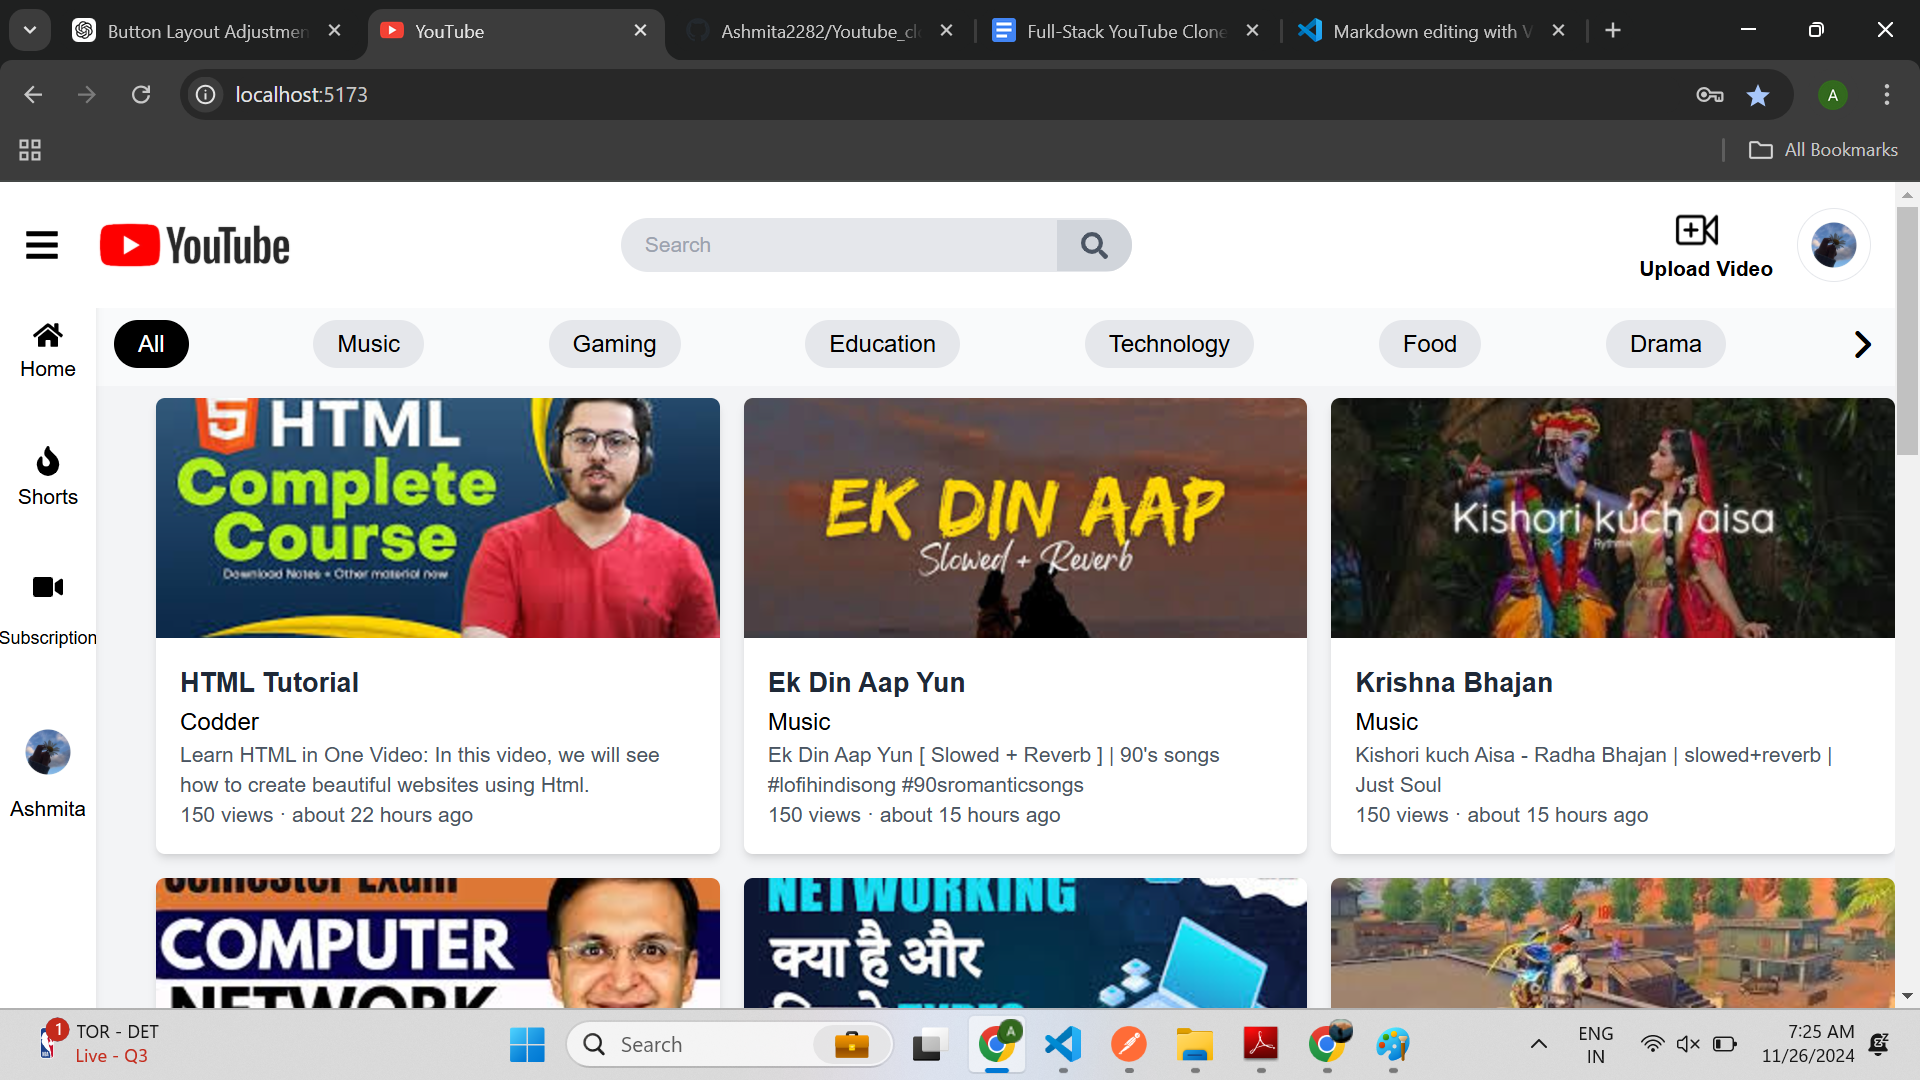 Button Layout Adjustmen
YouTube
Ashmita2282/Youtube_cl
Full-Stack YouTube Clone
Markdown editing with V
localhost:5173
A
All Bookmarks
YouTube
Search
Upload Video
Home
Shorts
Subscription
Ashmita
All
Music
Gaming
Education
Technology
Food
Drama
5 HTML
Complete
Course
Download Notes + Other material now
HTML Tutorial
Codder
Learn HTML in One Video: In this video, we will see
how to create beautiful websites using Html.
150 views · about 22 hours ago
EK DIN AAP
Slowed + Reverb
Ek Din Aap Yun
Music
Ek Din Aap Yun [ Slowed + Reverb ] | 90's songs
#lofihindisong #90sromanticsongs
150 views · about 15 hours ago
Kishori kuch aisa
Krishna Bhajan
Music
Kishori kuch Aisa - Radha Bhajan | slowed+reverb |
Just Soul
150 views · about 15 hours ago
Semester Exam
COMPUTER
NETWORK
NETWORKING
क्या है और
TYPES
1
TOR - DET
Live - Q3
Search
A
ENG
IN
7:25 AM
11/26/2024